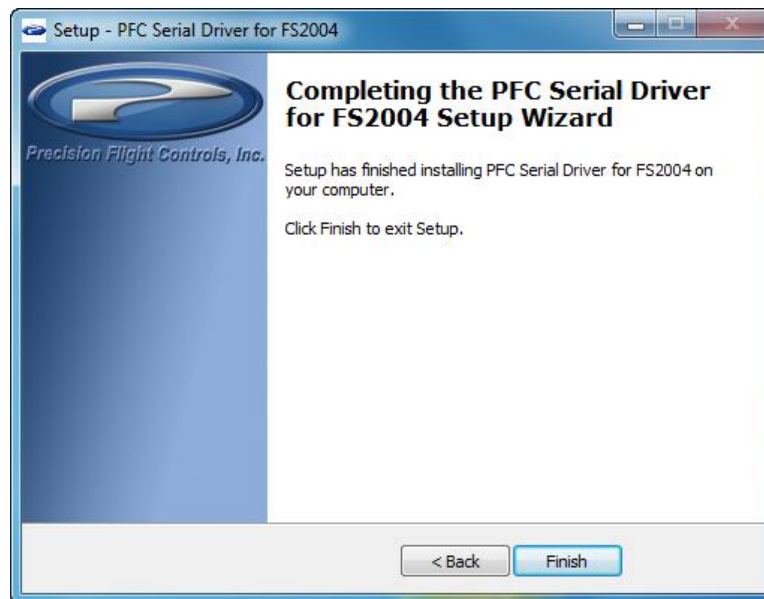 Setup - PFC Serial Driver for FS2004
Precision Flight Controls, Inc.
Completing the PFC Serial Driver
for FS2004 Setup Wizard
Setup has finished installing PFC Serial Driver for FS2004 on
your computer.
Click Finish to exit Setup.
< Back
Finish